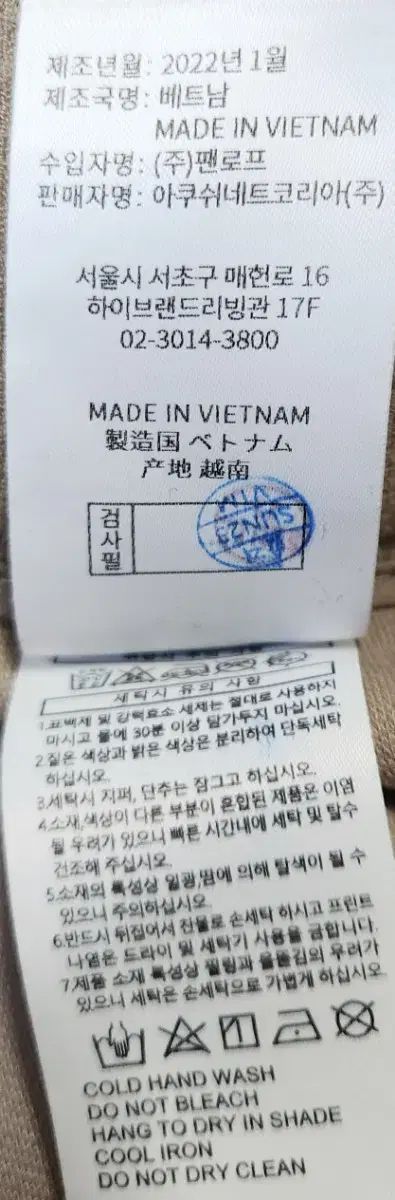 제조년월: 2022년 1월
제조국명: 베트남
MADE IN VIETNAM
수입자명: (주)팬로프
판매자명: 아쿠쉬네트코리아(주)
서울시 서초구 매헌로 16
하이브랜드리빙관 17F
02-3014-3800
MADE IN VIETNAM
製造国 ベトナム
产地 越南
검사필
세탁시 유의 사항
1.표백제 및 강력효소 세제는 절대로 사용하지
마시고 물에 30분 이상 담가두지 마십시오.
2.짙은 색상과 밝은 색상은 분리하여 단독세탁
하십시오.
3.세탁시 지퍼, 단추는 잠그고 하십시오.
4.소재,색상이 다른 부분이 혼합된 제품은 이염
될 우려가 있으니 빠른 시간내에 세탁 및 탈수
건조해 주십시오.
5.소재의 특성상 일광,땀에 의해 탈색이 될 수
있으니 주의하십시오.
6.반드시 뒤집어서 찬물로 손세탁 하시고 프린트
나염은 드라이 및 세탁기 사용을 금합니다.
7.제품 소재 특성상 필링과 올뜯김의 우려가
있으니 세탁은 손세탁으로 가볍게 하십시오
COLD HAND WASH
DO NOT BLEACH
HANG TO DRY IN SHADE
COOL IRON
DO NOT DRY CLEAN